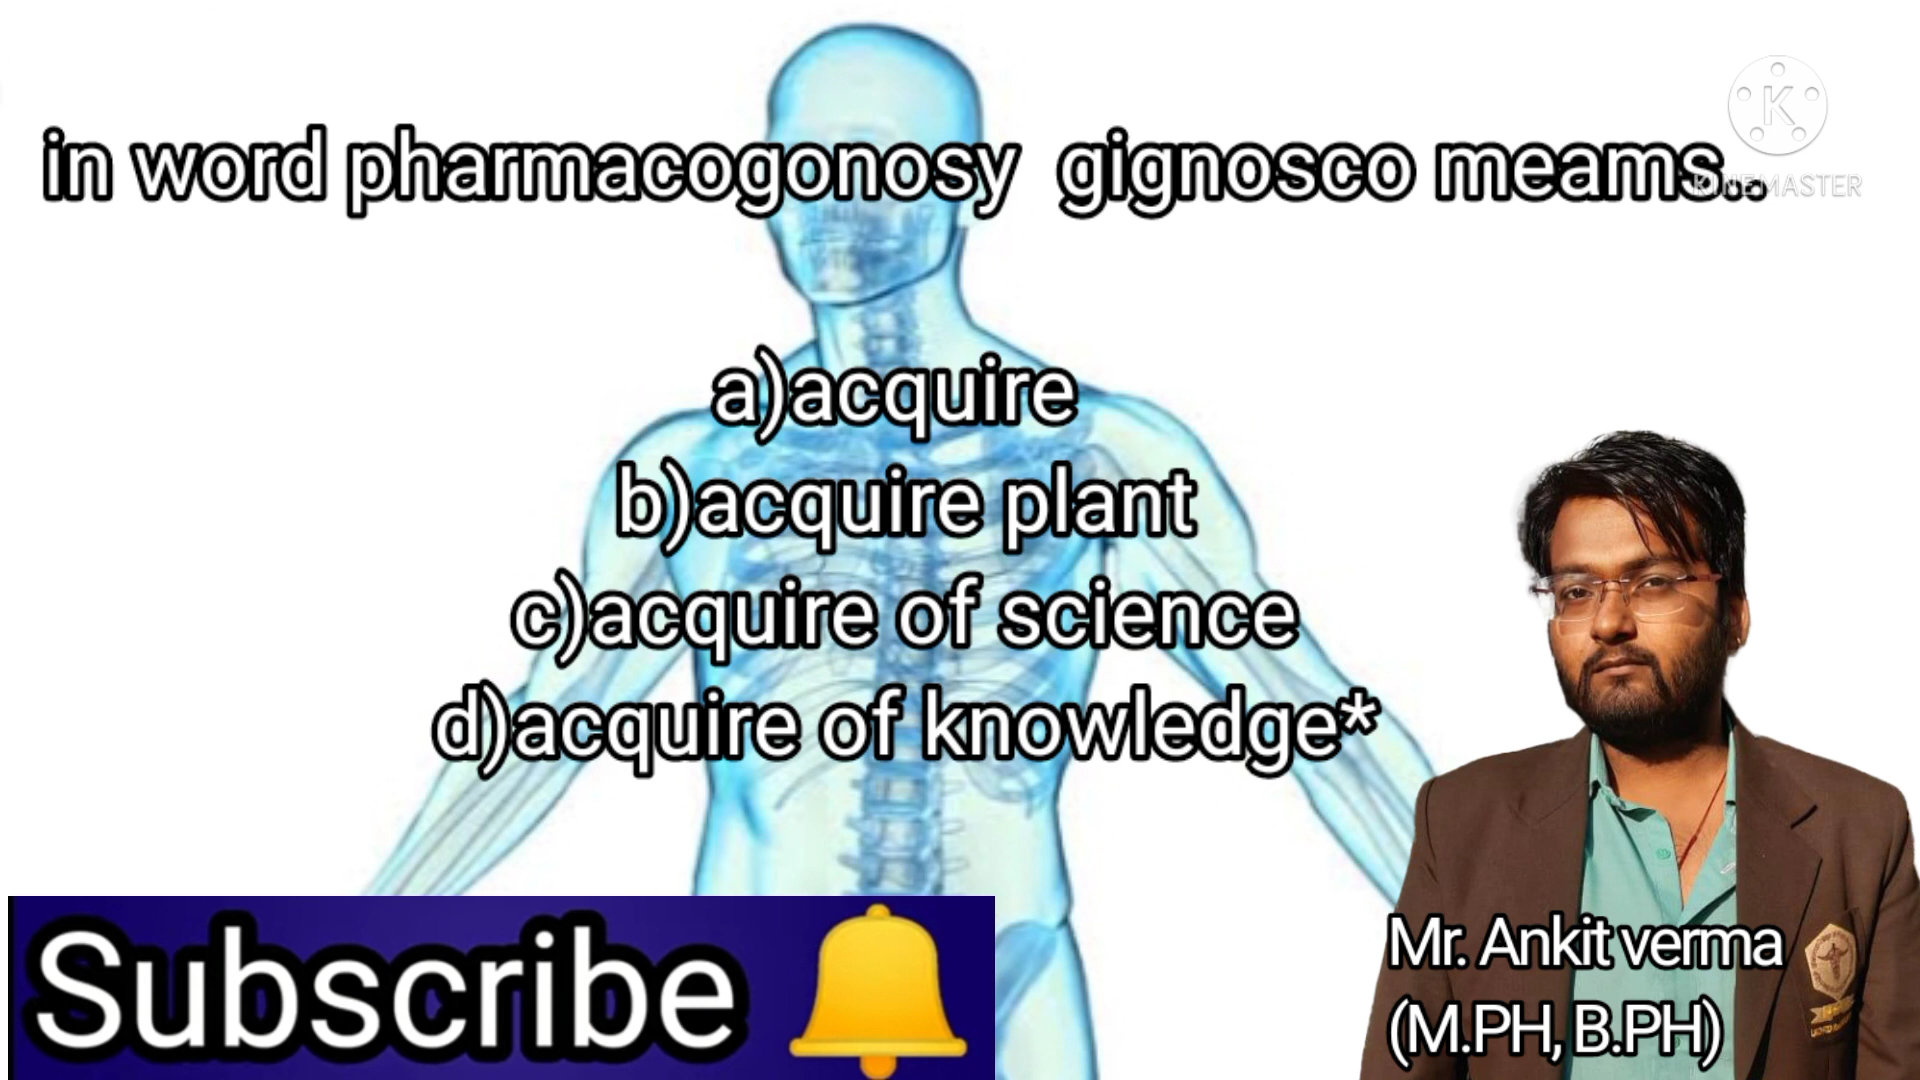 in word pharmacogonosy gignosco meams...
KINEMASTER
a)acquire
b)acquire plant
c)acquire of science
d)acquire of knowledge*
Subscribe
Mr. Ankit verma
(M.PH, B.PH)